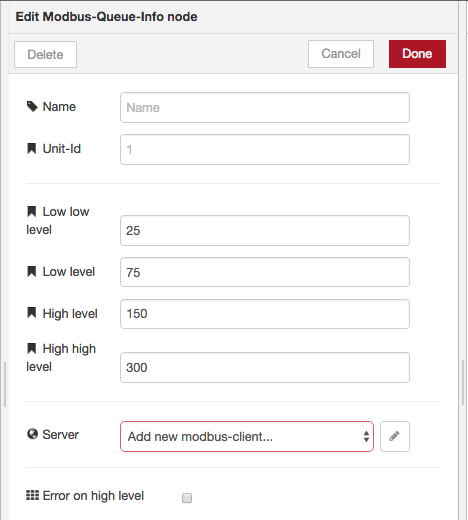 Edit Modbus-Queue-Info node
Delete Cancel Done
Name Name
Unit-Id 1
Low low
level 25
Low level 75
High level 150
High high
level 300
Server Add new modbus-client...
Error on high level